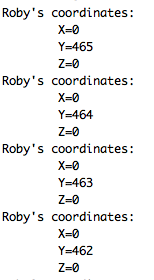 Roby's coordinates:
X=0
Y=465
Z=0
Roby's coordinates:
X=0
Y=464
Z=0
Roby's coordinates:
X=0
Y=463
Z=0
Roby's coordinates:
X=0
Y=462
Z=0